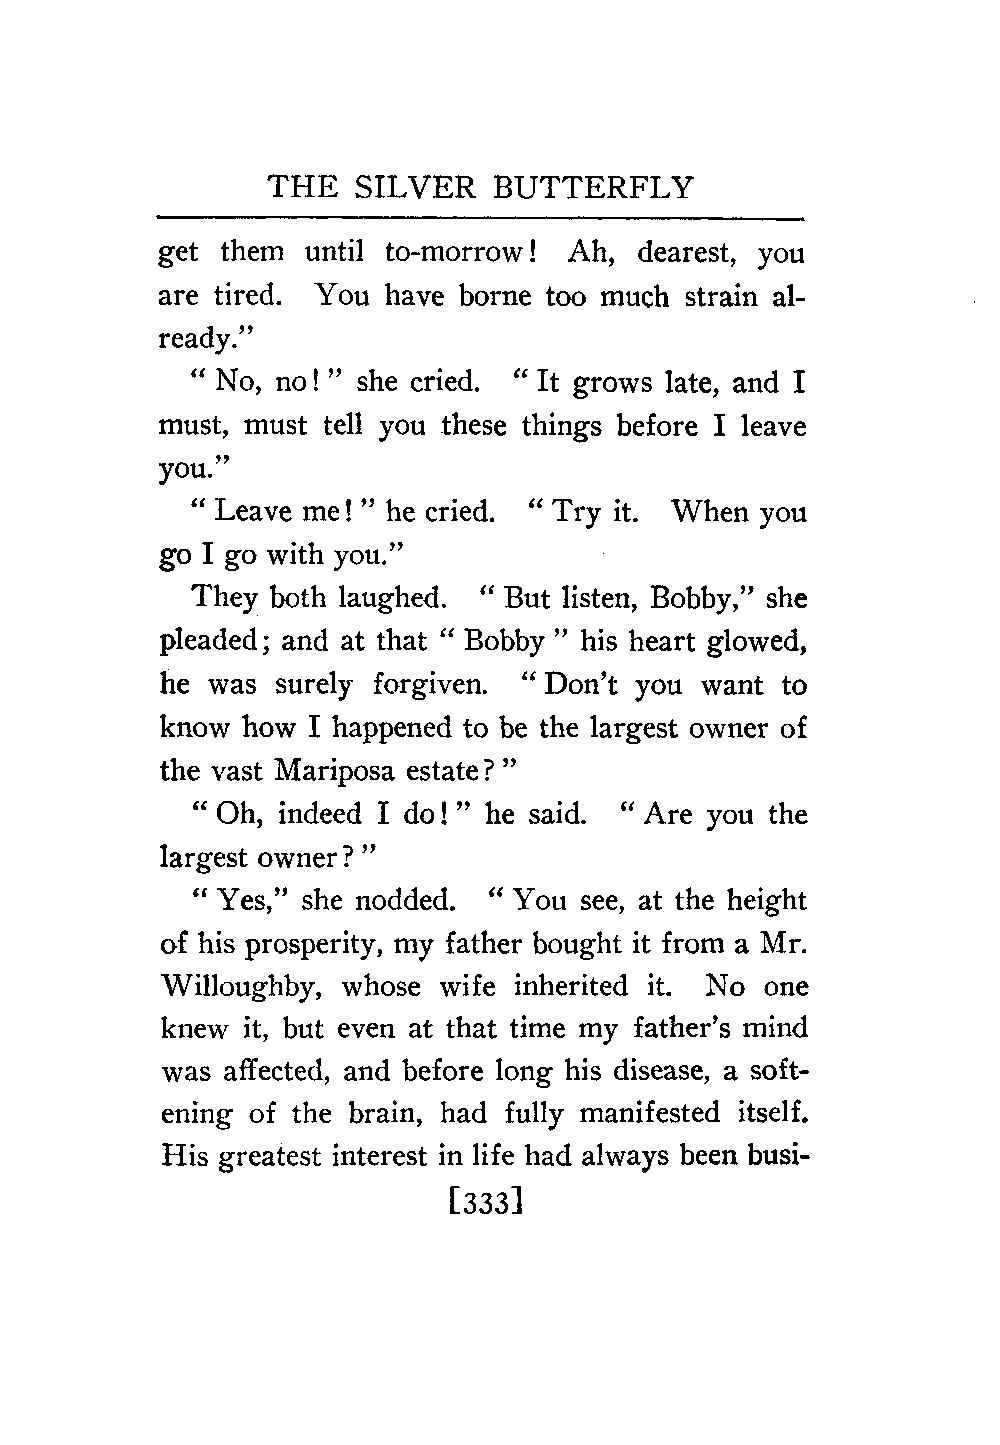 THE SILVER BUTTERFLY
get them until to-morrow! Ah, dearest, you
are tired. You have borne too much strain al-
ready."
" No, no! " she cried. " It grows late, and I
must, must tell you these things before I leave
you."
" Leave me! " he cried. " Try it. When you
go I go with you."
They both laughed. " But listen, Bobby," she
pleaded; and at that " Bobby " his heart glowed,
he was surely forgiven. " Don't you want to
know how I happened to be the largest owner of
the vast Mariposa estate? "
" Oh, indeed I do! " he said. " Are you the
largest owner? "
" Yes," she nodded. " You see, at the height
of his prosperity, my father bought it from a Mr.
Willoughby, whose wife inherited it. No one
knew it, but even at that time my father's mind
was affected, and before long his disease, a soft-
ening of the brain, had fully manifested itself.
His greatest interest in life had always been busi-
[333]